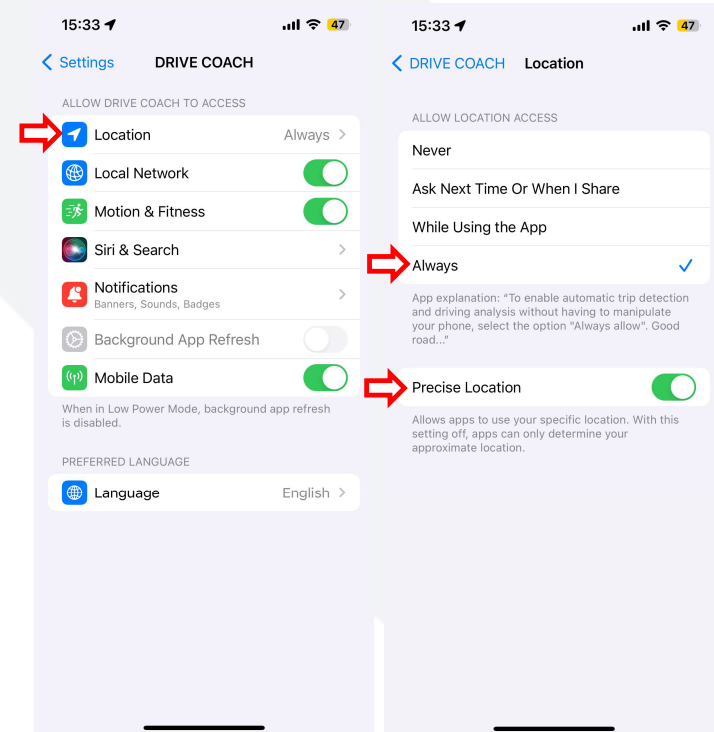 15:33
47
Settings
DRIVE COACH
ALLOW DRIVE COACH TO ACCESS
Location
Always
Local Network
Motion & Fitness
Siri & Search
Notifications
Banners, Sounds, Badges
Background App Refresh
Mobile Data
When in Low Power Mode, background app refresh
is disabled.
PREFERRED LANGUAGE
Language
English
15:33
47
DRIVE COACH
Location
ALLOW LOCATION ACCESS
Never
Ask Next Time Or When I Share
While Using the App
Always
App explanation: “To enable automatic trip detection
and driving analysis without having to manipulate
your phone, select the option "Always allow". Good
road...”
Precise Location
Allows apps to use your specific location. With this
setting off, apps can only determine your
approximate location.